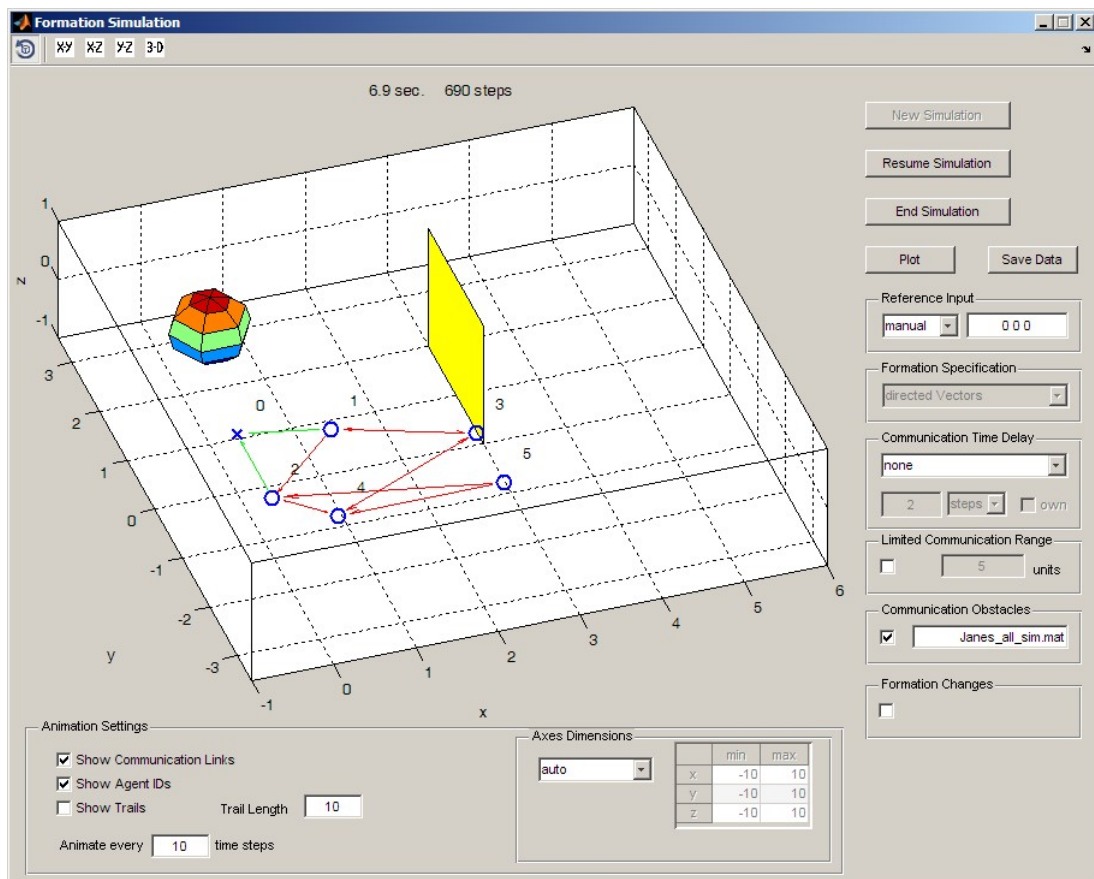 Formation Simulation
X-Y X-Z Y-Z 3-D
6.9 sec. 690 steps
New Simulation
Resume Simulation
End Simulation
Plot Save Data
Reference Input
manual 0 0 0
Formation Specification
directed Vectors
Communication Time Delay
none
2 steps own
Limited Communication Range
5 units
Communication Obstacles
Janes_all_sim.mat
Formation Changes
1
0
-1
z
3
2
1
0
-1
-2
-3
y
-1
0
1
2
3
4
5
6
x
0
1
2
3
4
5
Animation Settings
Show Communication Links
Show Agent IDs
Show Trails Trail Length 10
Animate every 10 time steps
Axes Dimensions
auto
min max
x -10 10
y -10 10
z -10 10